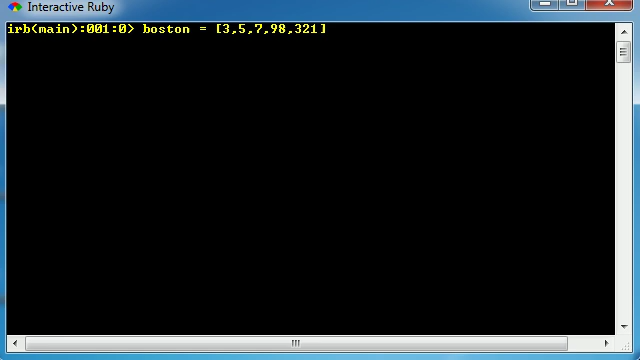 Interactive Ruby
irb(main):001:0> boston = [3,5,7,98,321]